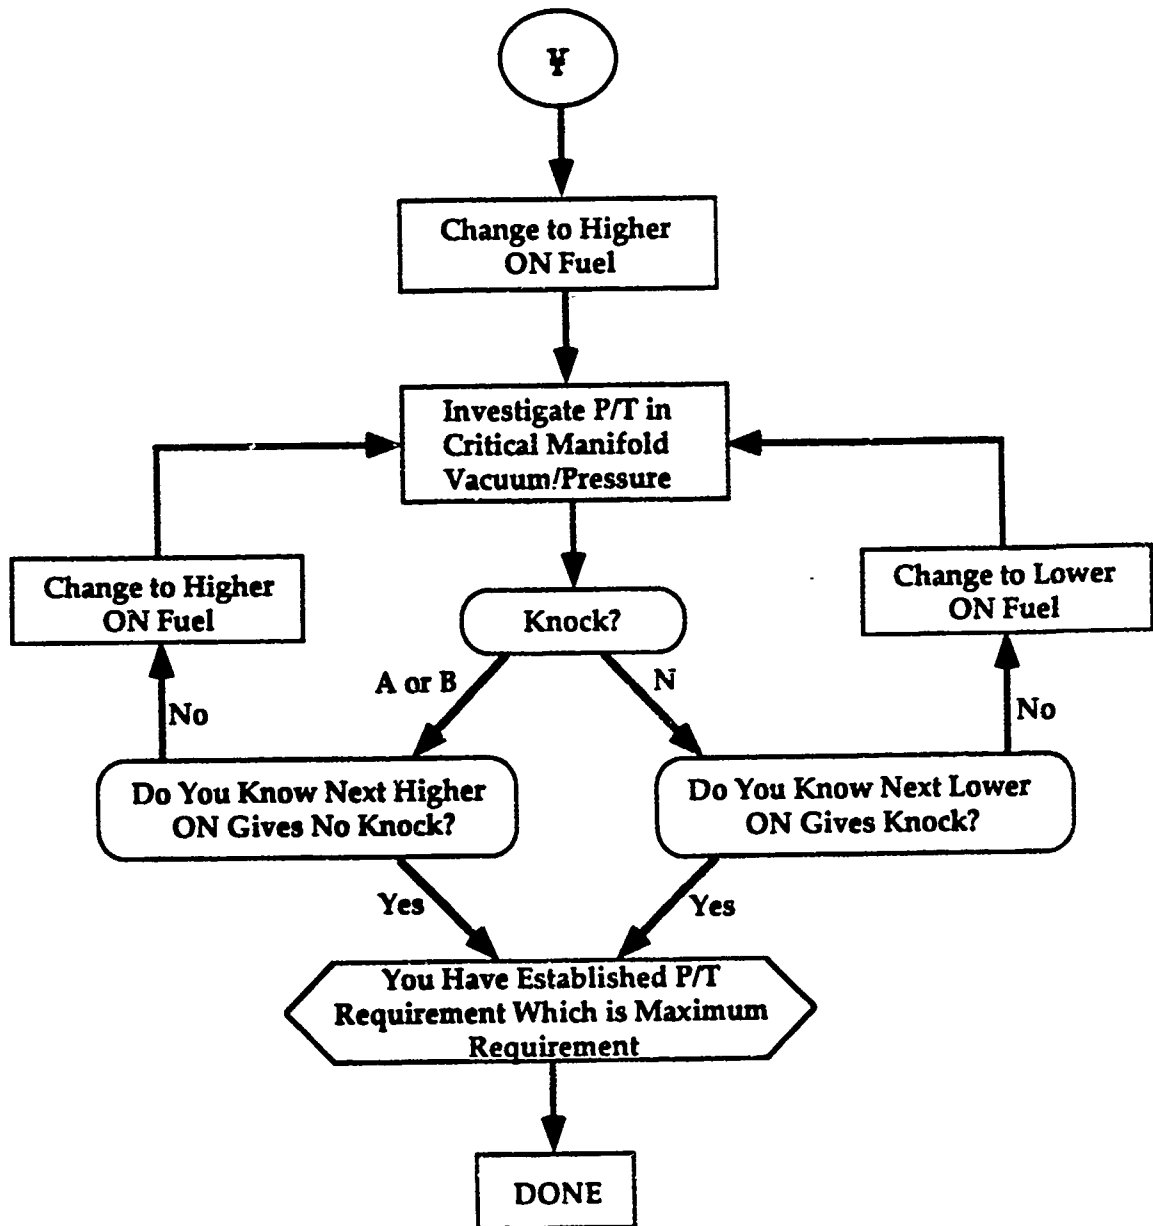 Change to Higher
ON Fuel
Investigate P/T in
Critical Manifold
Vacuum/Pressure
Change to Higher
ON Fuel
Change to Lower
ON Fuel
Knock?
A or B
N
No
No
Do You Know Next Higher
ON Gives No Knock?
Do You Know Next Lower
ON Gives Knock?
Yes
Yes
You Have Established P/T
Requirement Which is Maximum
Requirement
DONE